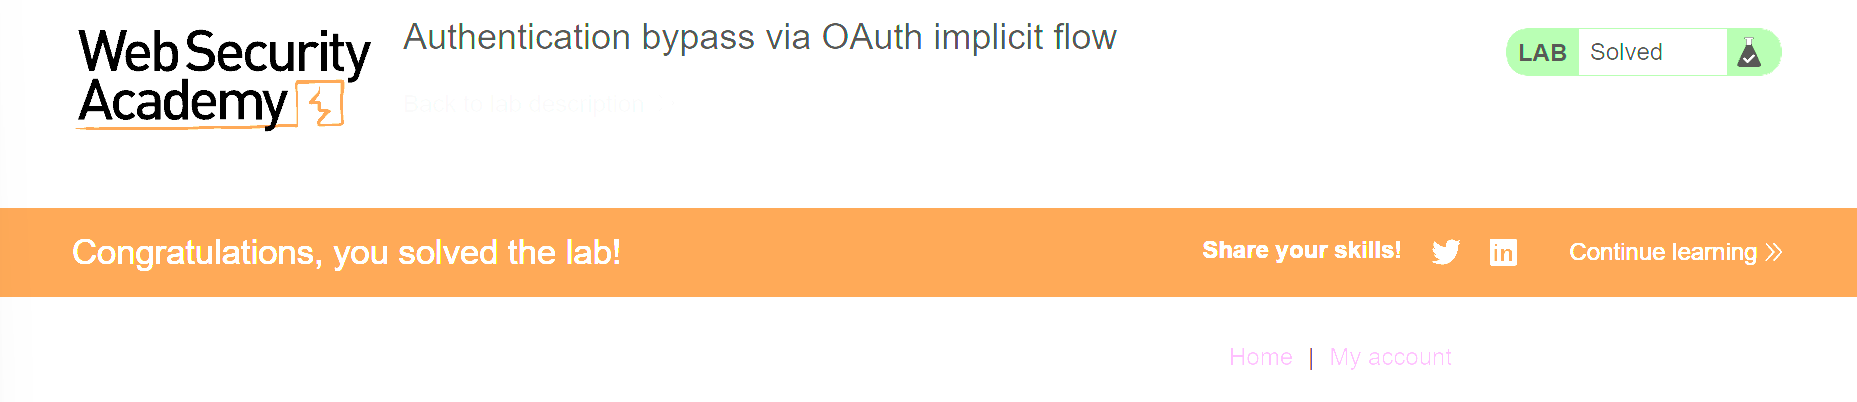 Web Security
Academy
Authentication bypass via OAuth implicit flow
Back to lab description
LAB Solved
Congratulations, you solved the lab!
Share your skills!
Continue learning
Home | My account